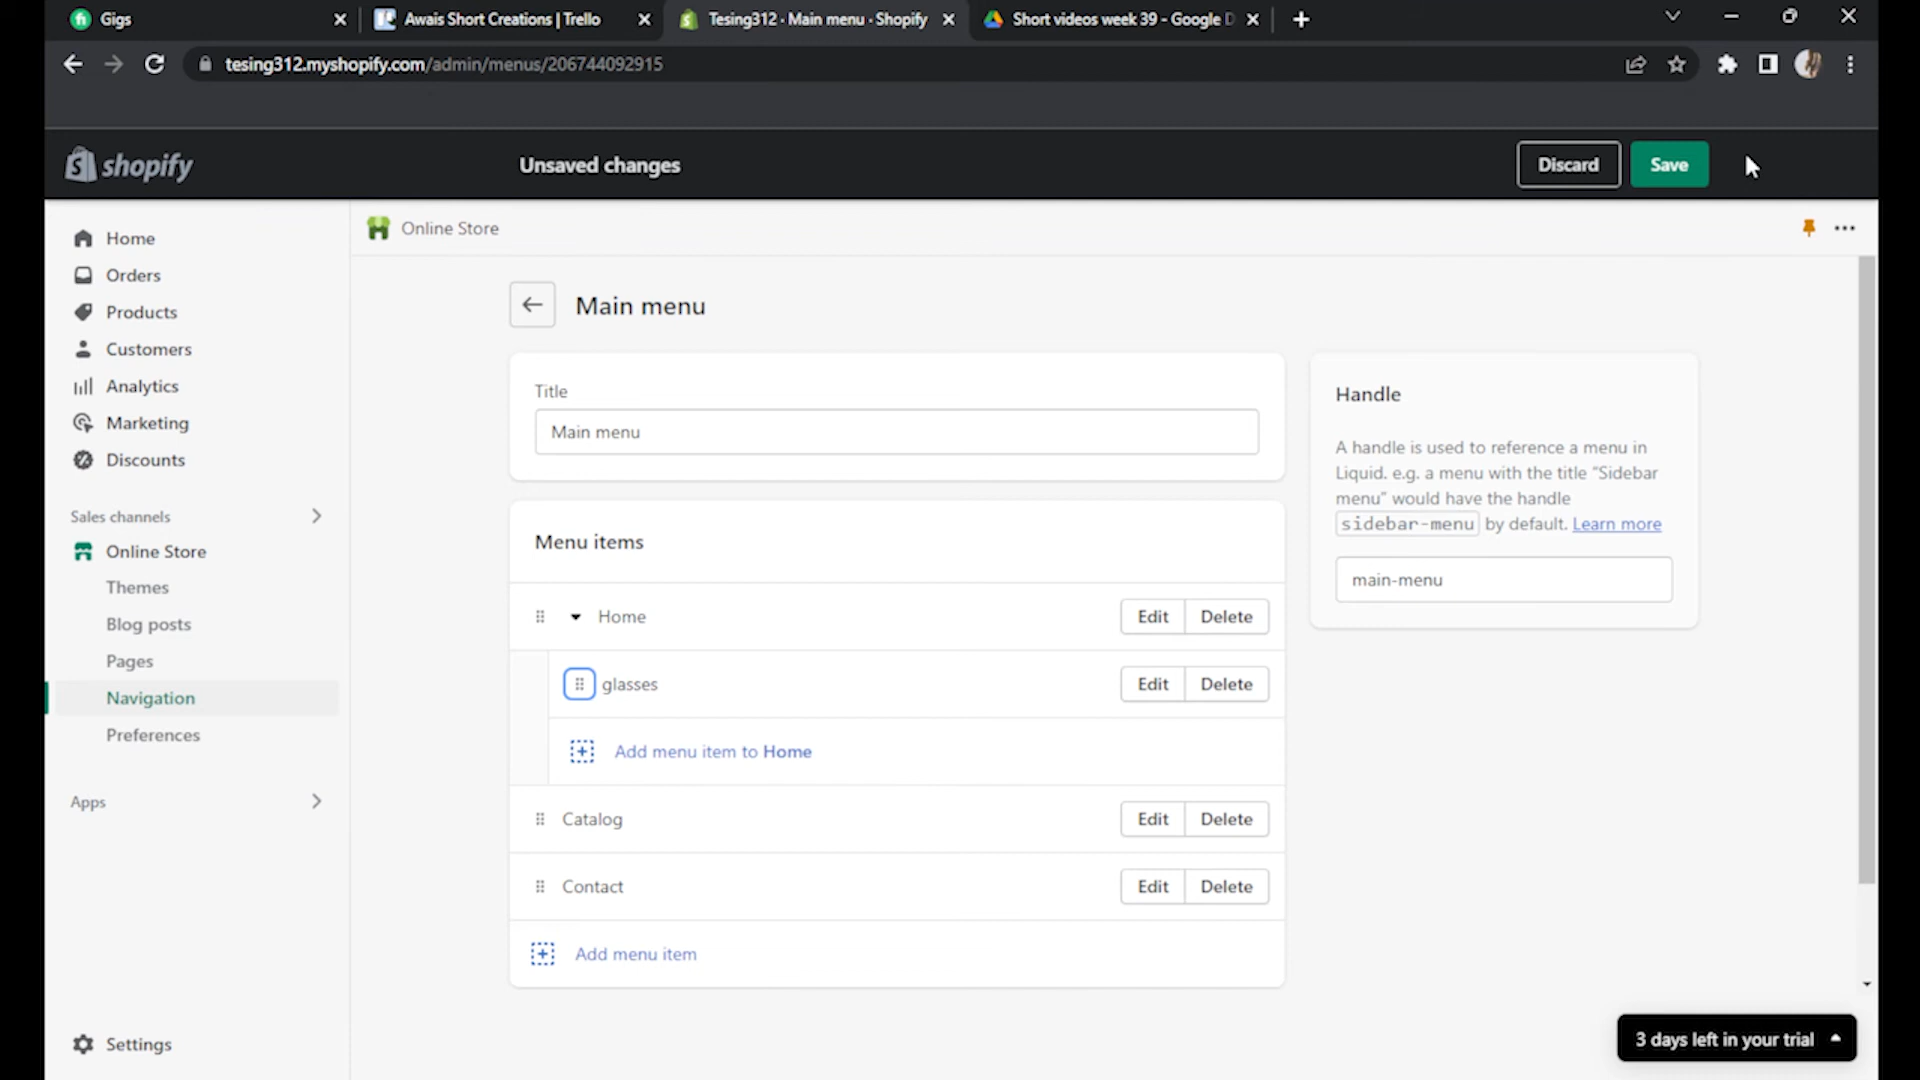 Gigs
Awais Short Creations | Trello
Tesing312 · Main menu · Shopify
Short videos week 39 - Google D
tesing312.myshopify.com/admin/menus/206744092915
shopify
Unsaved changes
Discard
Save
Home
Orders
Products
Customers
Analytics
Marketing
Discounts
Sales channels
Online Store
Themes
Blog posts
Pages
Navigation
Preferences
Apps
Settings
Online Store
Main menu
Title
Main menu
Menu items
Home
Edit
Delete
glasses
Edit
Delete
Add menu item to Home
Catalog
Edit
Delete
Contact
Edit
Delete
Add menu item
Handle
A handle is used to reference a menu in
Liquid. e.g. a menu with the title "Sidebar
menu" would have the handle
sidebar-menu by default. Learn more
main-menu
3 days left in your trial